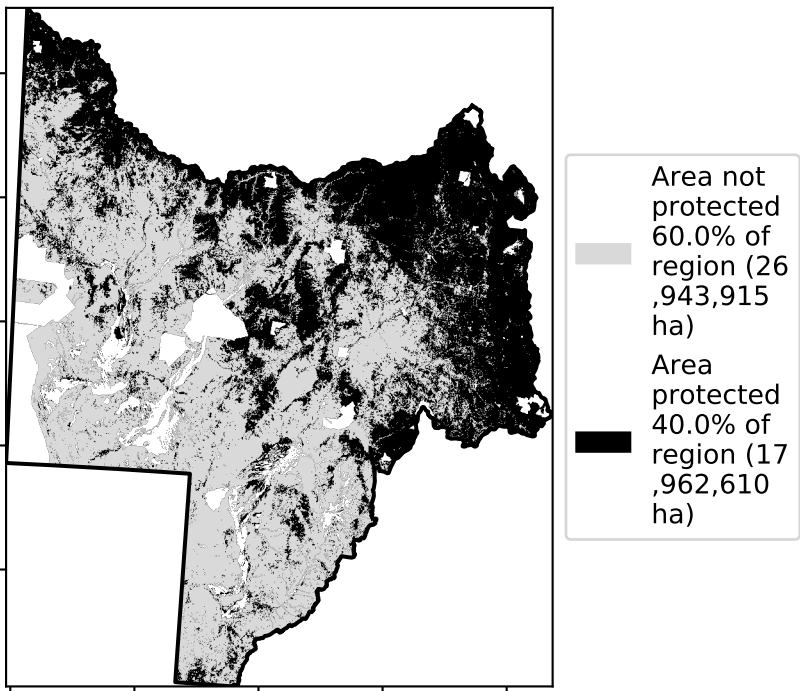 Area not
protected
60.0% of
region (26
,943,915
ha)
Area
protected
40.0% of
region (17
,962,610
ha)